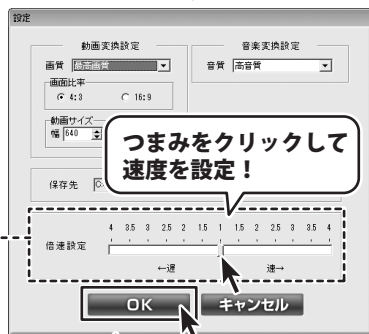 設定
動画変換設定
音楽変換設定
画質 最高画質
音質 高音質
画面比率
4:3 16:9
動画サイズ
幅 640
つまみをクリックして
速度を設定!
保存先
4 3.5 3 2.5 2 1.5 1 1.5 2 2.5 3 3.5 4
倍速設定
←遅 速→
OK キャンセル